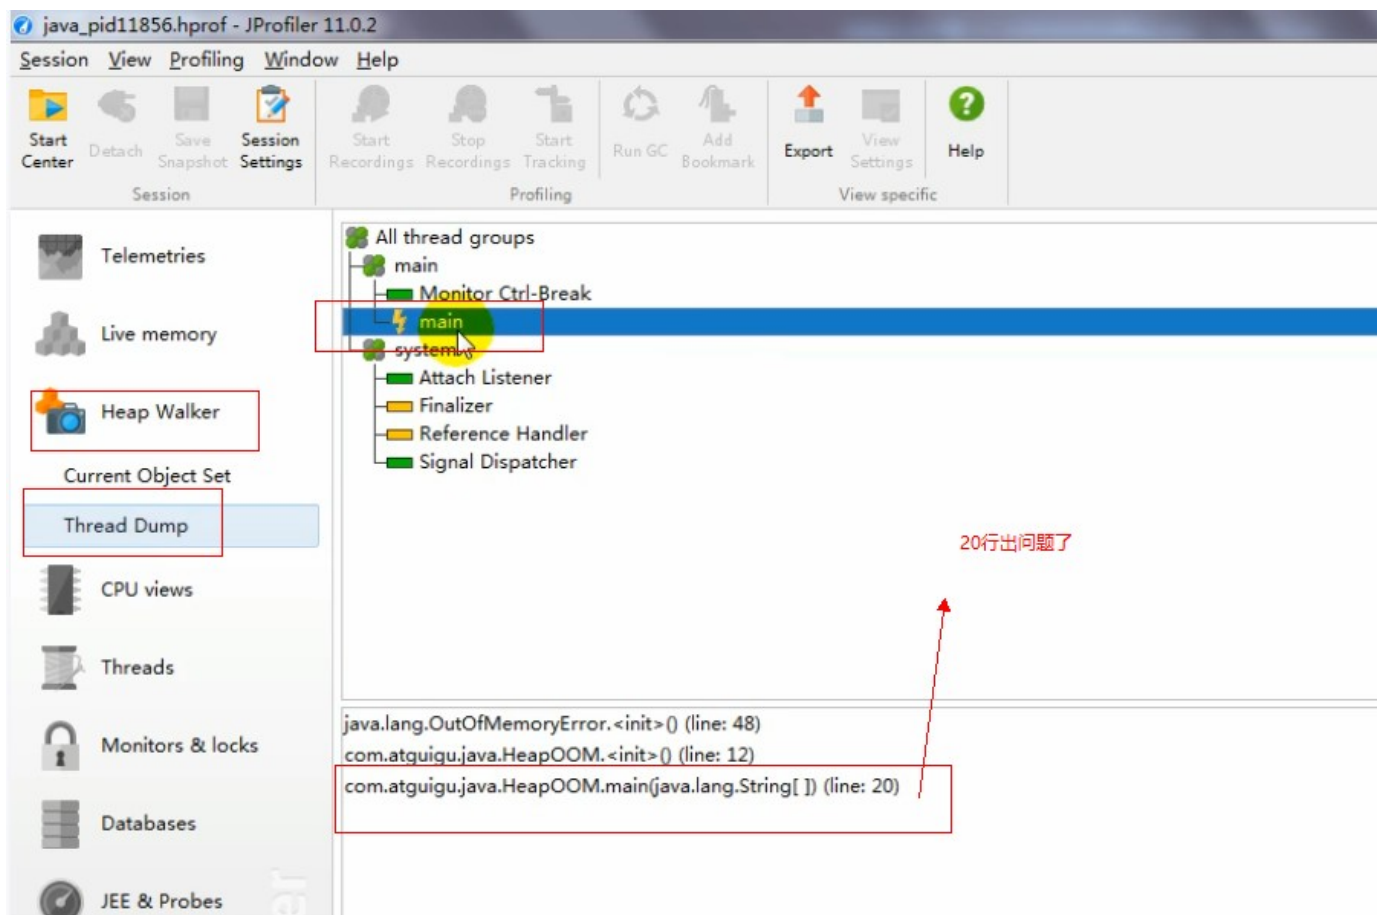 java_pid11856.hprof - JProfiler 11.0.2
Session View Profiling Window Help
Start Center
Detach
Save Snapshot
Session Settings
Start Recordings
Stop Recordings
Start Tracking
Run GC
Add Bookmark
Export
View Settings
Help
Session
Profiling
View specific
Telemetries
Live memory
Heap Walker
Current Object Set
Thread Dump
CPU views
Threads
Monitors & locks
Databases
JEE & Probes
All thread groups
main
Monitor Ctrl-Break
main
system
Attach Listener
Finalizer
Reference Handler
Signal Dispatcher
20行出问题了
java.lang.OutOfMemoryError.<init>() (line: 48)
com.atguigu.java.HeapOOM.<init>() (line: 12)
com.atguigu.java.HeapOOM.main(java.lang.String[ ]) (line: 20)